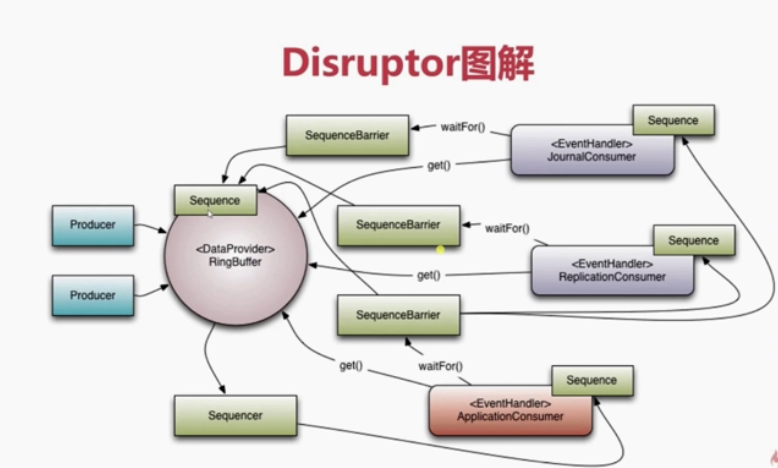 Disruptor图解
SequenceBarrier
waitFor()
Sequence
<EventHandler>
JournalConsumer
get()
Sequence
Producer
SequenceBarrier
waitFor()
Sequence
<DataProvider>
RingBuffer
<EventHandler>
ReplicationConsumer
get()
Producer
SequenceBarrier
get()
waitFor()
Sequence
<EventHandler>
ApplicationConsumer
Sequencer